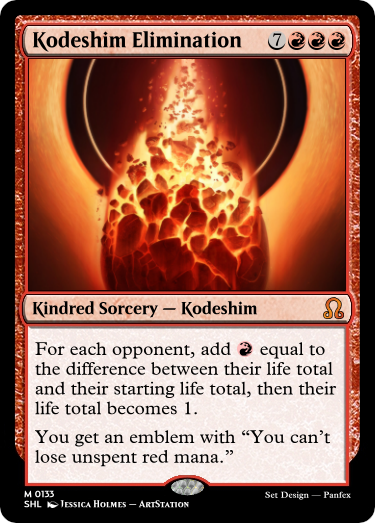 Kodeshim Elimination 7
Kindred Sorcery — Kodeshim
For each opponent, add equal to
the difference between their life total
and their starting life total, then their
life total becomes 1.
You get an emblem with “You can’t
lose unspent red mana.”
M 0133
SHL Jessica Holmes — ArtStation
Set Design — Panfex